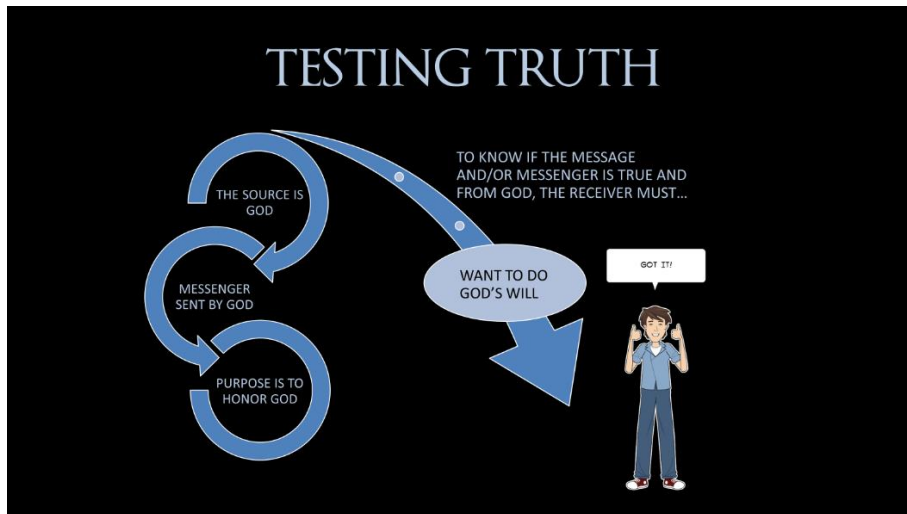 TESTING TRUTH
THE SOURCE IS
GOD
MESSENGER
SENT BY GOD
PURPOSE IS TO
HONOR GOD
TO KNOW IF THE MESSAGE
AND/OR MESSENGER IS TRUE AND
FROM GOD, THE RECEIVER MUST...
WANT TO DO
GOD'S WILL
GOT IT!